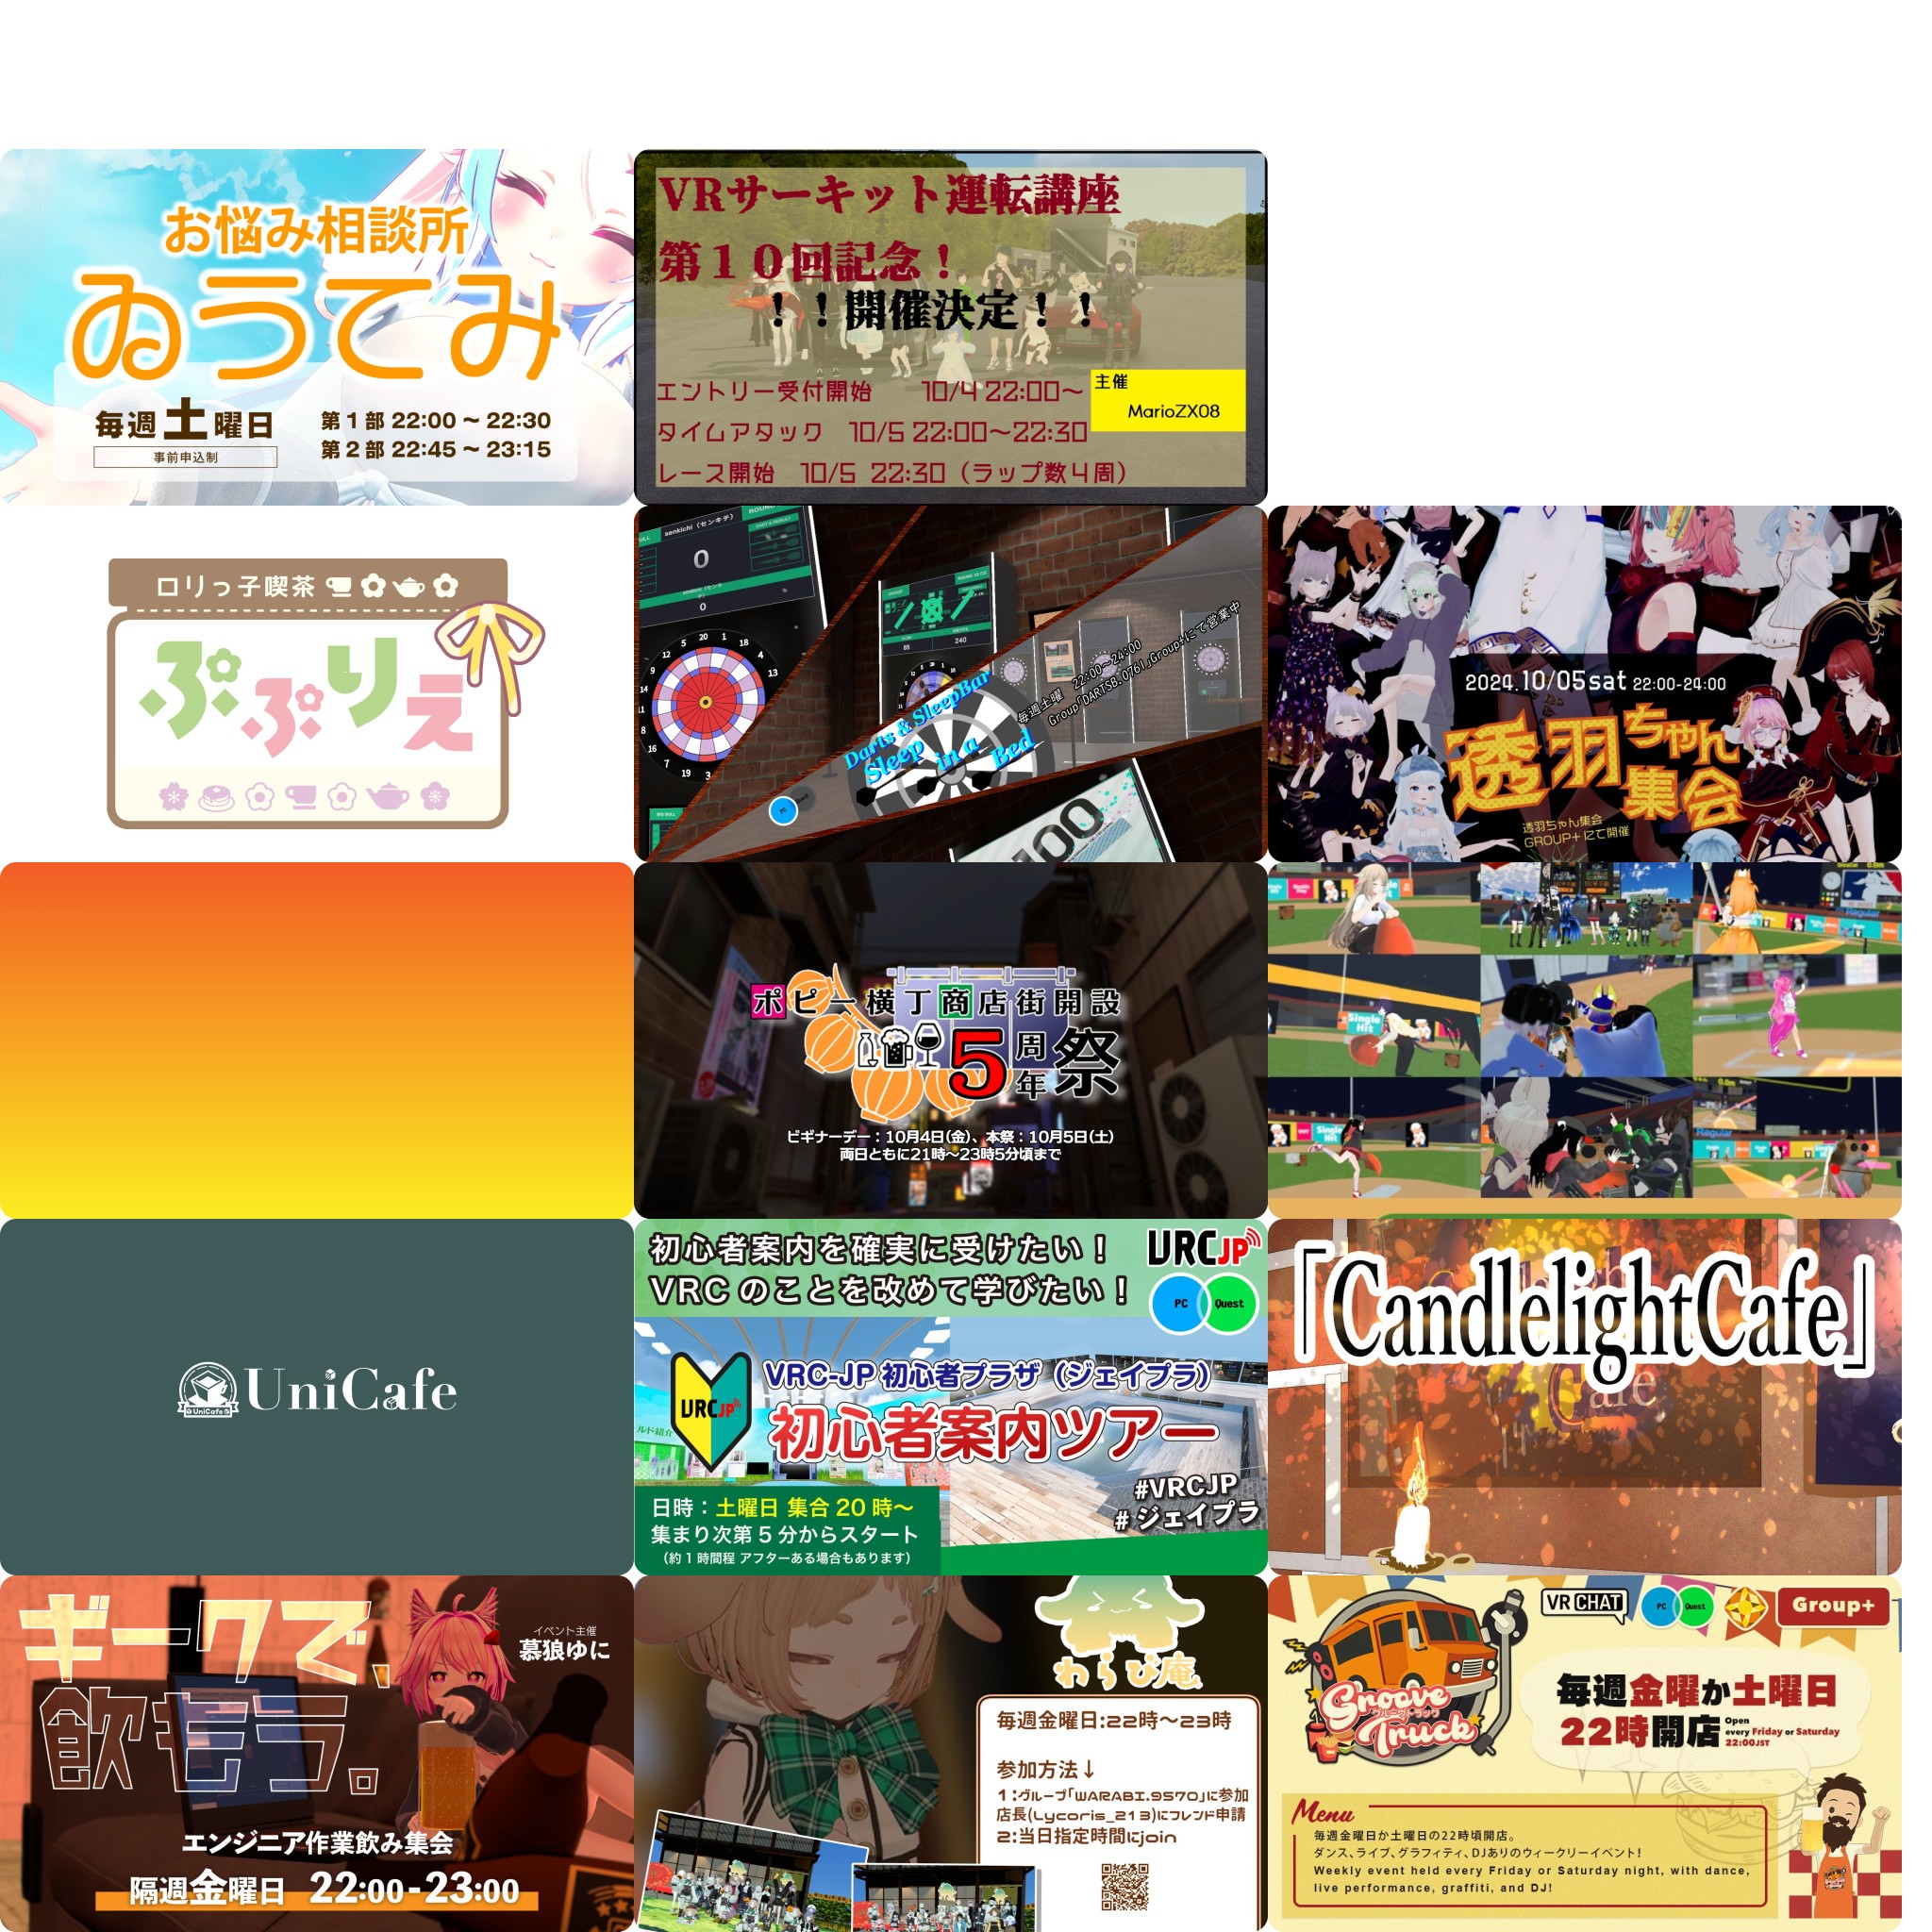 お悩み相談所
ゐうてみ
毎週土曜日
事前申込制
第1部 22:00 ~ 22:30
第2部 22:45 ~ 23:15
VRサーキット運転講座
第10回記念！
！！開催決定！！
エントリー受付開始 10/4 22:00～
主催
MarioZX08
タイムアタック 10/5 22:00～22:30
レース開始 10/5 22:30（ラップ数4周）
ロリっ子喫茶
ぷぷりえ
senkichi（センキチ）
0
Darts & SleepBar
Sleep in a Bed
毎週土曜 22:00～24:00
Group「DARTSB.0761」Group+にて営業中
2024.10/05sat 22:00-24:00
透羽ちゃん
集会
透羽ちゃん集会
GROUP+にて開催
ポピー横丁商店街開設
5周年祭
ビギナーデー：10月4日(金)、本祭：10月5日(土)
両日ともに21時～23時5分頃まで
Single Hit
Regular
UniCafe
初心者案内を確実に受けたい！
VRCのことを改めて学びたい！
VRCJP
PC Quest
VRC-JP 初心者プラザ（ジェイプラ）
初心者案内ツアー
#VRCJP
#ジェイプラ
日時：土曜日 集合20時～
集まり次第5分からスタート
（約1時間程 アフターある場合もあります）
「CandlelightCafe」
Cafe
ギークで、
飲もう。
イベント主催
慕狼ゆに
エンジニア作業飲み集会
隔週金曜日 22:00-23:00
わらび庵
毎週金曜日:22時～23時
参加方法↓
1:グループ「WARABI.9570」に参加
店長(Lycoris_213)にフレンド申請
2:当日指定時間にjoin
VRCHAT
PC Quest
Group+
Groove
グルーヴトラック
Truck
毎週金曜か土曜日
22時開店
Open
every Friday or Saturday
22:00JST
Menu
毎週金曜日か土曜日の22時頃開店。
ダンス、ライブ、グラフィティ、DJありのウィークリーイベント！
Weekly event held every Friday or Saturday night, with dance,
live performance, graffiti, and DJ!